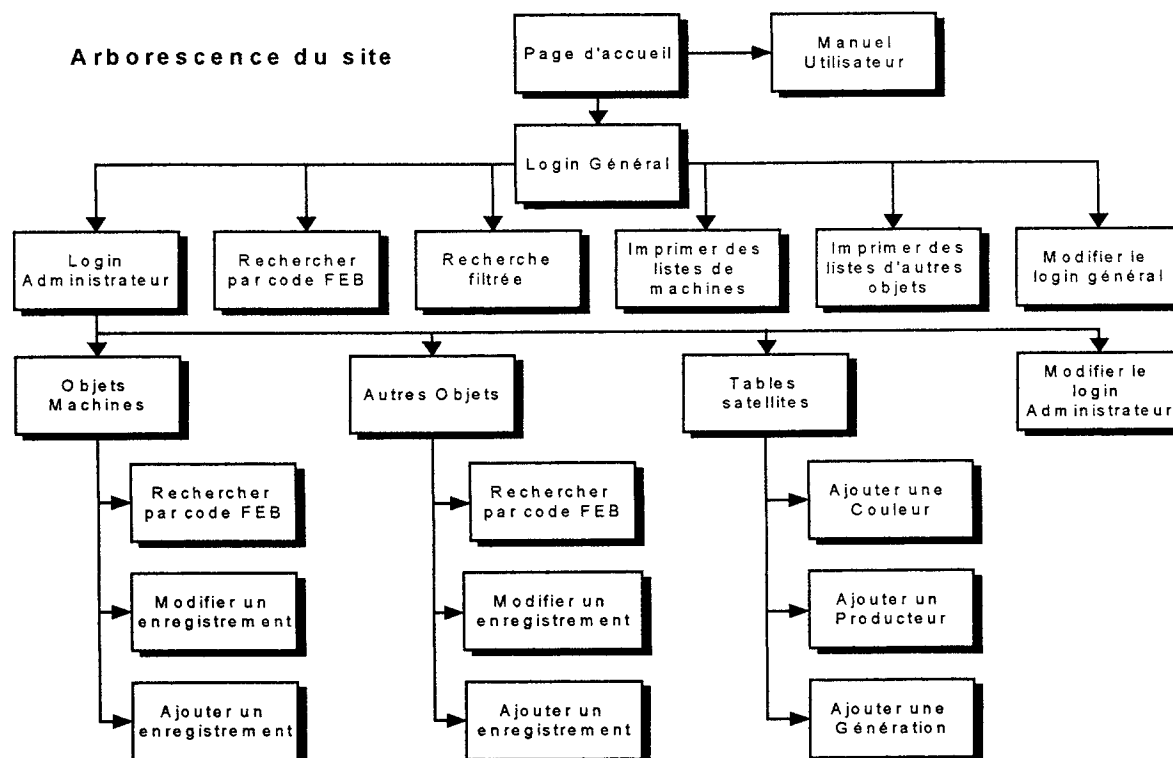 Arborescence du site
Page d'accueil
Manuel
Utilisateur
Login Général
Login
Administrateur
Rechercher
par code FEB
Recherche
filtrée
Imprimer des
listes de
machines
Imprimer des
listes d'autres
objets
Modifier le
login général
Objets
Machines
Autres Objets
Tables
satellites
Modifier le
login
Administrateur
Rechercher
par code FEB
Rechercher
par code FEB
Ajouter une
Couleur
Modifier un
enregistrement
Modifier un
enregistrement
Ajouter un
Producteur
Ajouter un
enregistrement
Ajouter un
enregistrement
Ajouter une
Génération